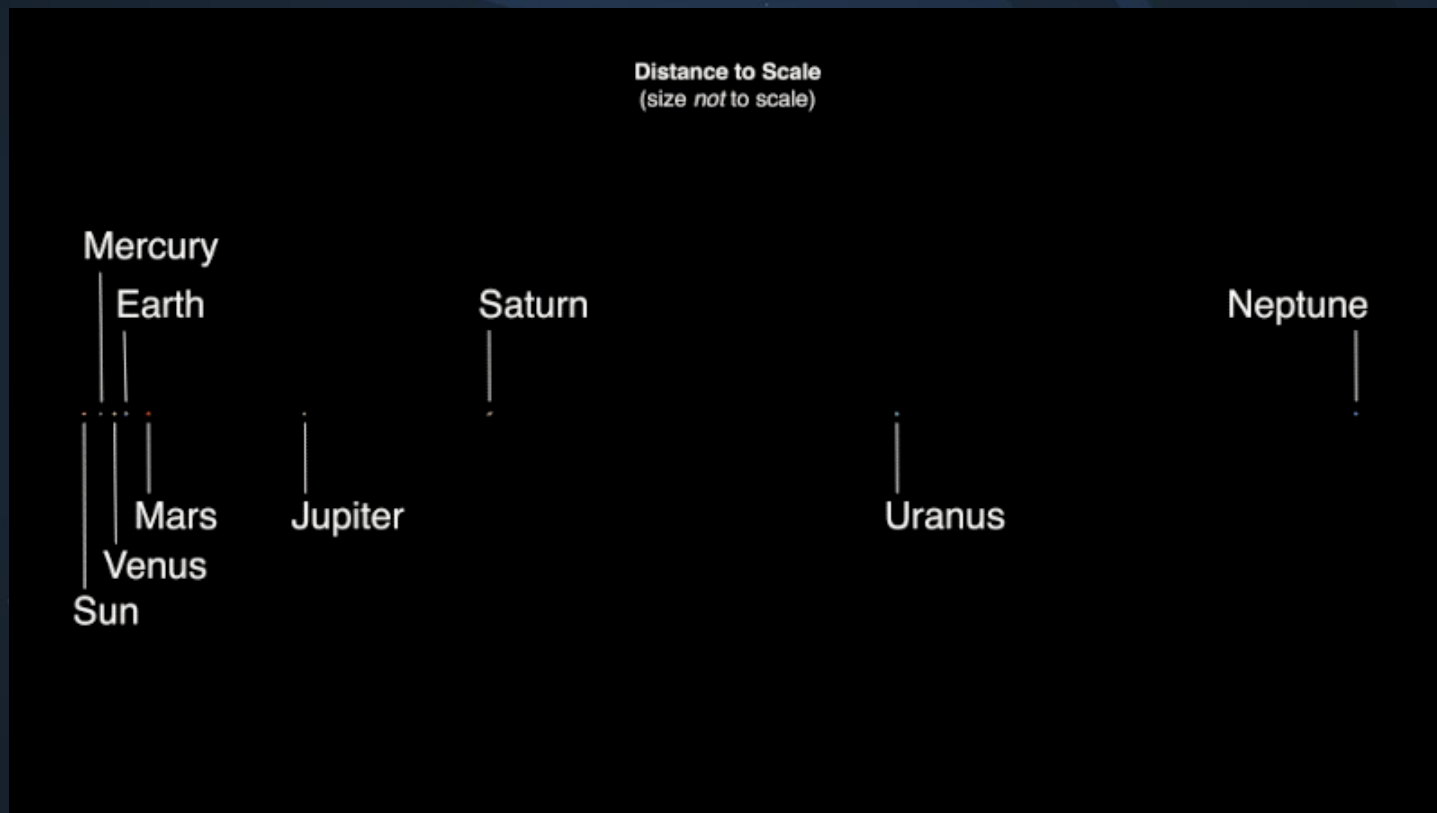 Distance to Scale
(size not to scale)
Mercury
Earth
Saturn
Neptune
Mars
Jupiter
Uranus
Venus
Sun